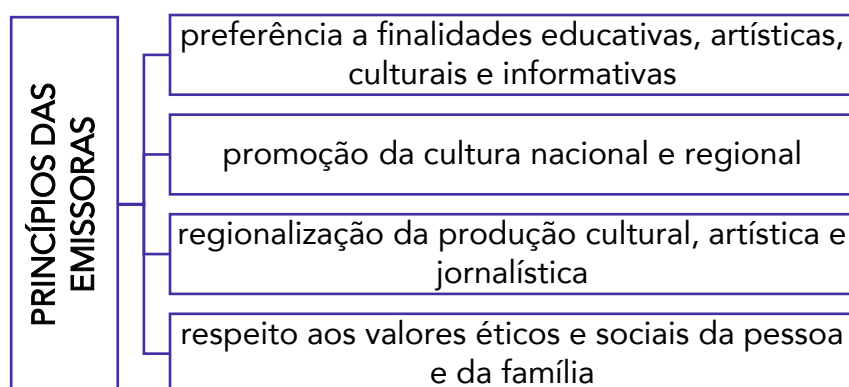 PRINCÍPIOS DAS
EMISSORAS
preferência a finalidades educativas, artísticas,
culturais e informativas
promoção da cultura nacional e regional
regionalização da produção cultural, artística e
jornalística
respeito aos valores éticos e sociais da pessoa
e da família